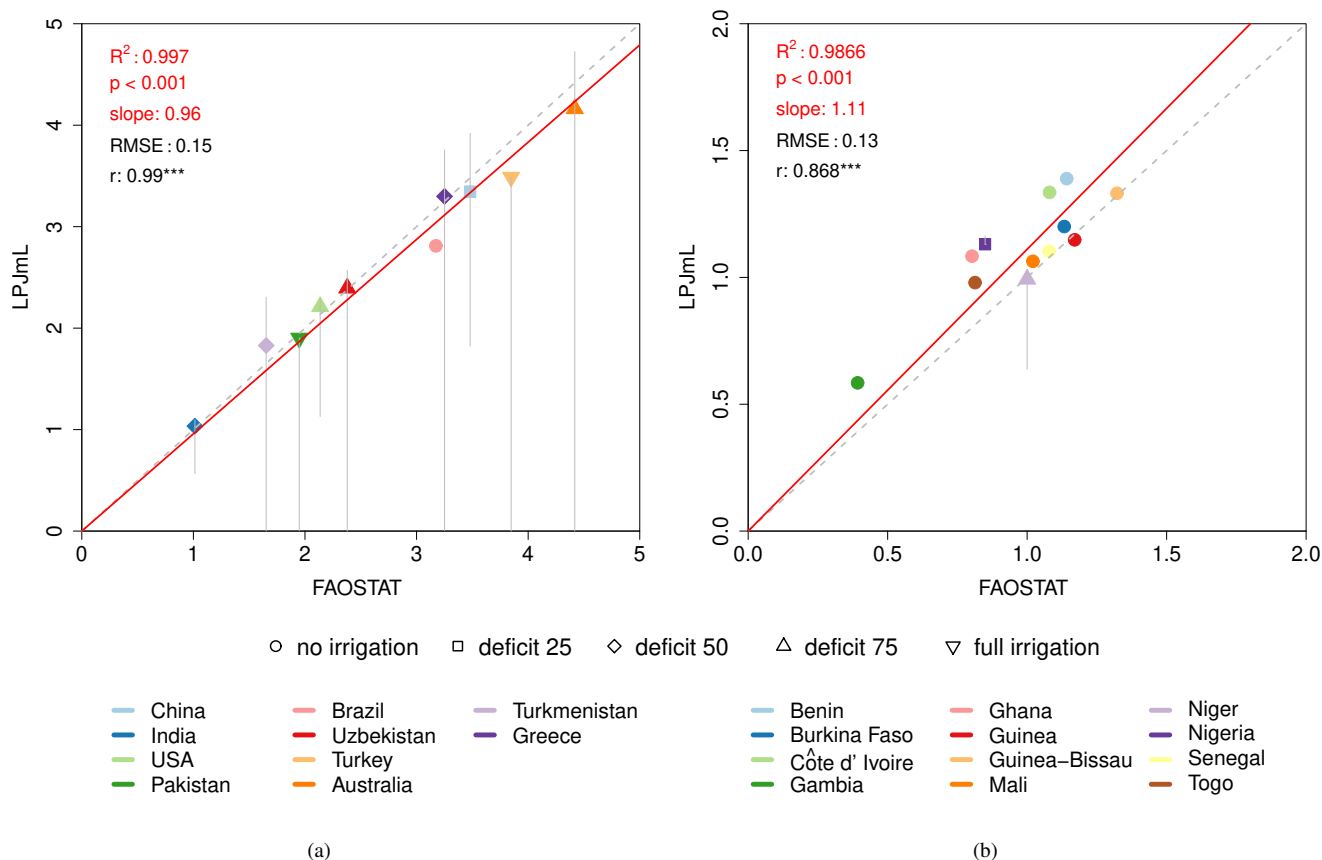 R2 : 0.997
p < 0.001
slope: 0.96
RMSE : 0.15
r: 0.99***
0 1 2 3 4 5
LPJmL
0 1 2 3 4 5
FAOSTAT
R2 : 0.9866
p < 0.001
slope: 1.11
RMSE : 0.13
r: 0.868***
0.0 0.5 1.0 1.5 2.0
LPJmL
0.0 0.5 1.0 1.5 2.0
FAOSTAT
no irrigation deficit 25 deficit 50 deficit 75 full irrigation
China Brazil Turkmenistan
India Uzbekistan Greece
USA Turkey
Pakistan Australia
Benin Ghana Niger
Burkina Faso Guinea Nigeria
Côte d' Ivoire Guinea−Bissau Senegal
Gambia Mali Togo
(a) (b)